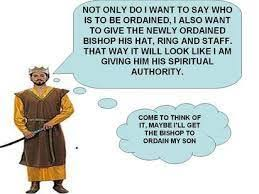 NOT ONLY DO I WANT TO SAY WHO
IS TO BE ORDAINED, I ALSO WANT
TO GIVE THE NEWLY ORDAINED
BISHOP HIS HAT, RING AND STAFF.
THAT WAY IT WILL LOOK LIKE I AM
GIVING HIM HIS SPIRITUAL
AUTHORITY.
COME TO THINK OF
IT, MAYBE I'LL GET
THE BISHOP TO
ORDAIN MY SON